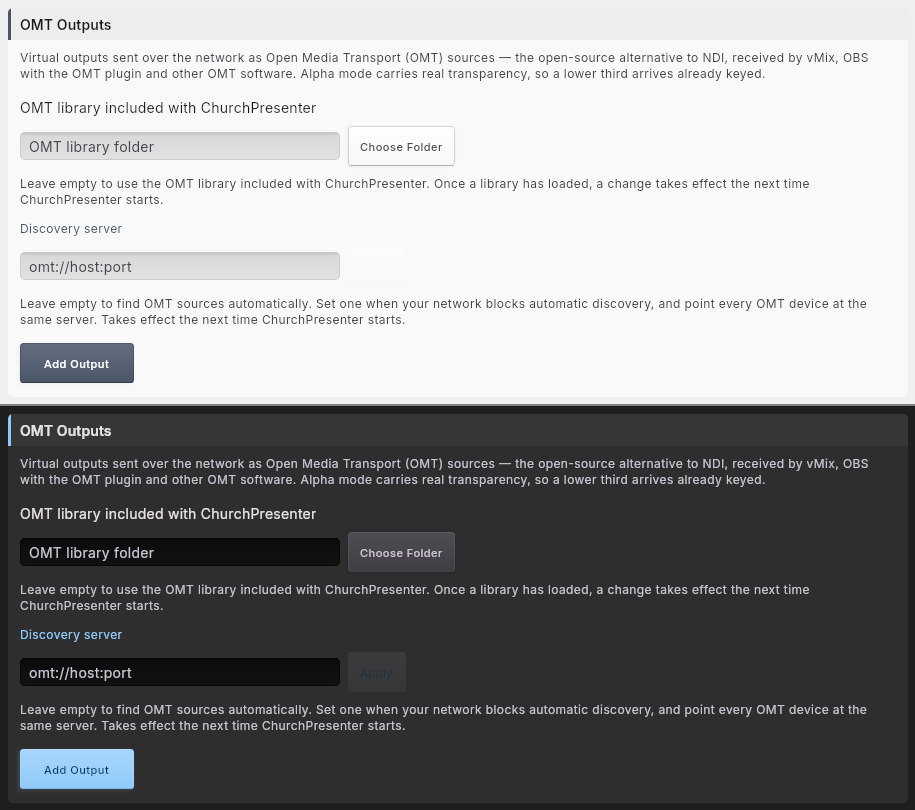 OMT Outputs
Virtual outputs sent over the network as Open Media Transport (OMT) sources — the open-source alternative to NDI, received by vMix, OBS
with the OMT plugin and other OMT software. Alpha mode carries real transparency, so a lower third arrives already keyed.
OMT library included with ChurchPresenter
OMT library folder
Choose Folder
Leave empty to use the OMT library included with ChurchPresenter. Once a library has loaded, a change takes effect the next time
ChurchPresenter starts.
Discovery server
omt://host:port
Leave empty to find OMT sources automatically. Set one when your network blocks automatic discovery, and point every OMT device at the
same server. Takes effect the next time ChurchPresenter starts.
Add Output
OMT Outputs
Virtual outputs sent over the network as Open Media Transport (OMT) sources — the open-source alternative to NDI, received by vMix, OBS
with the OMT plugin and other OMT software. Alpha mode carries real transparency, so a lower third arrives already keyed.
OMT library included with ChurchPresenter
OMT library folder
Choose Folder
Leave empty to use the OMT library included with ChurchPresenter. Once a library has loaded, a change takes effect the next time
ChurchPresenter starts.
Discovery server
omt://host:port
Apply
Leave empty to find OMT sources automatically. Set one when your network blocks automatic discovery, and point every OMT device at the
same server. Takes effect the next time ChurchPresenter starts.
Add Output